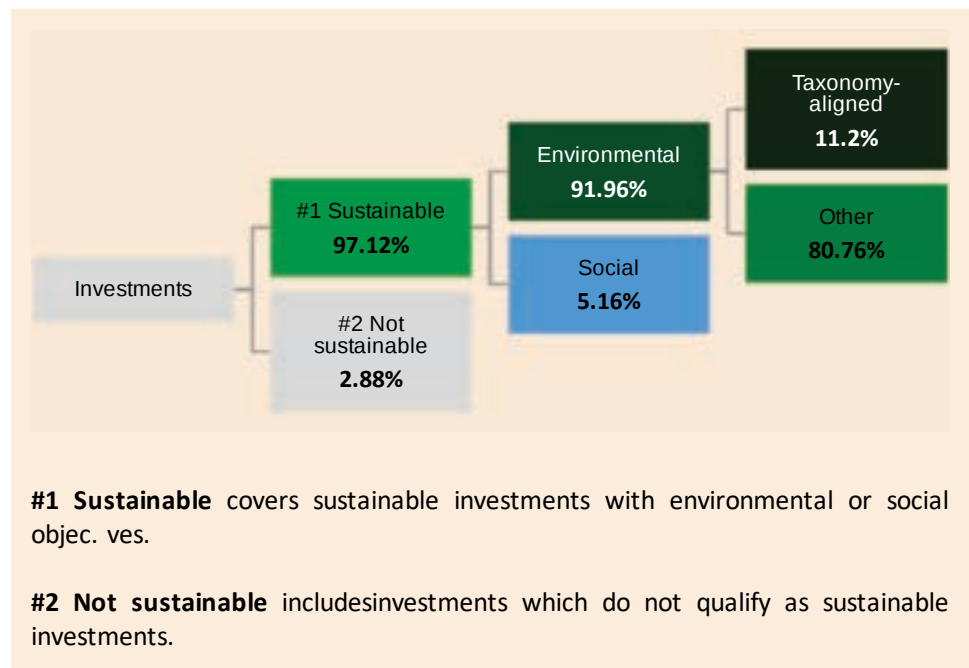 Taxonomy-
aligned
11.2%
Environmental
91.96%
Other
80.76%
#1 Sustainable
97.12%
Social
5.16%
Investments
#2 Not
sustainable
2.88%
#1 Sustainable covers sustainable investments with environmental or social
objec. ves.
#2 Not sustainable includesinvestments which do not qualify as sustainable
investments.